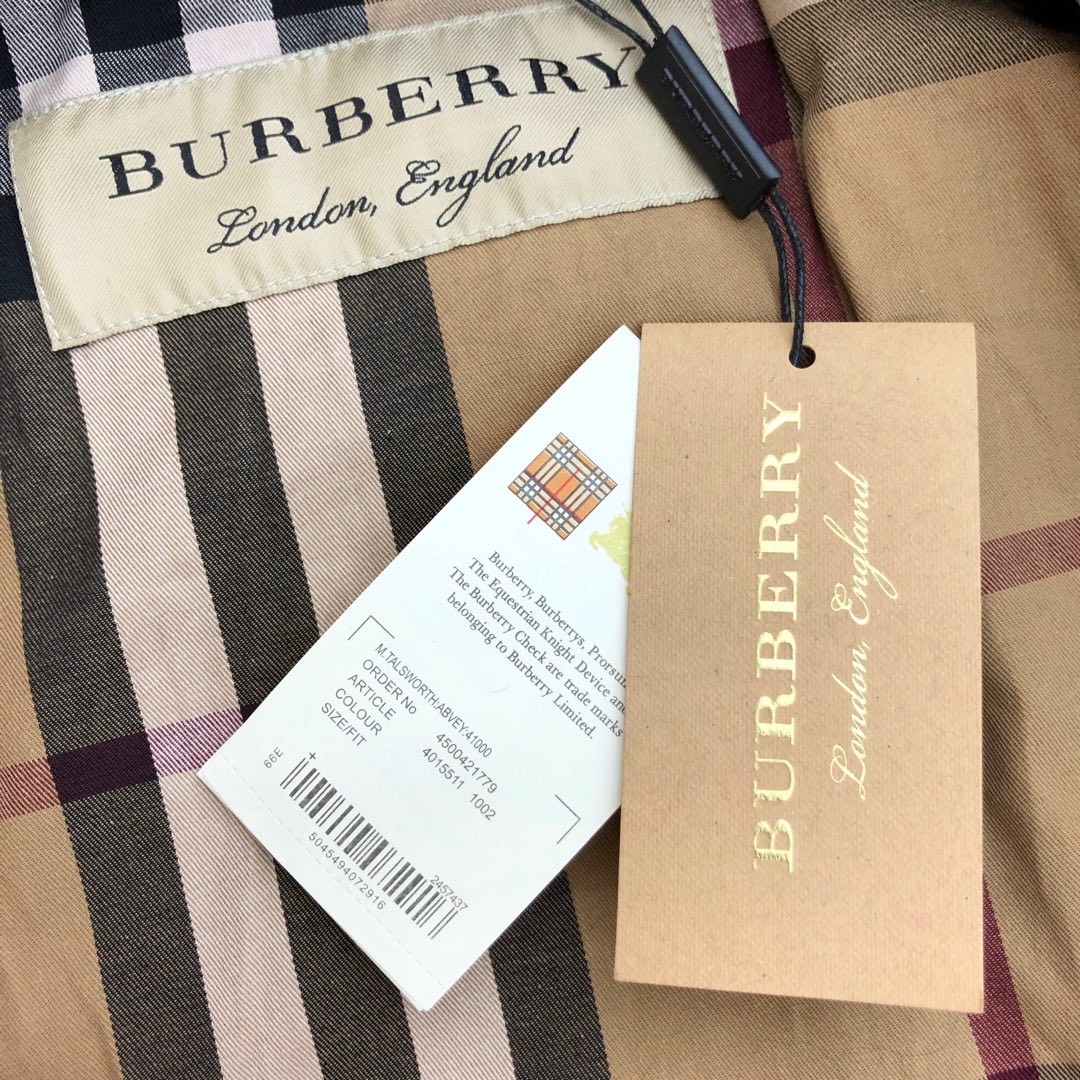 BURBERRY
London, England
Burberry, Burberrys, Prorsum
The Equestrian Knight Device and
The Burberry Check are trade marks
belonging to Burberry Limited.
M.TALSWORTH:ABVEY:41000
ORDER No 4500421779
ARTICLE 4015511 1002
COLOUR
SIZE/FIT
66E
2457437
5045494072916
BURBERRY
London, England